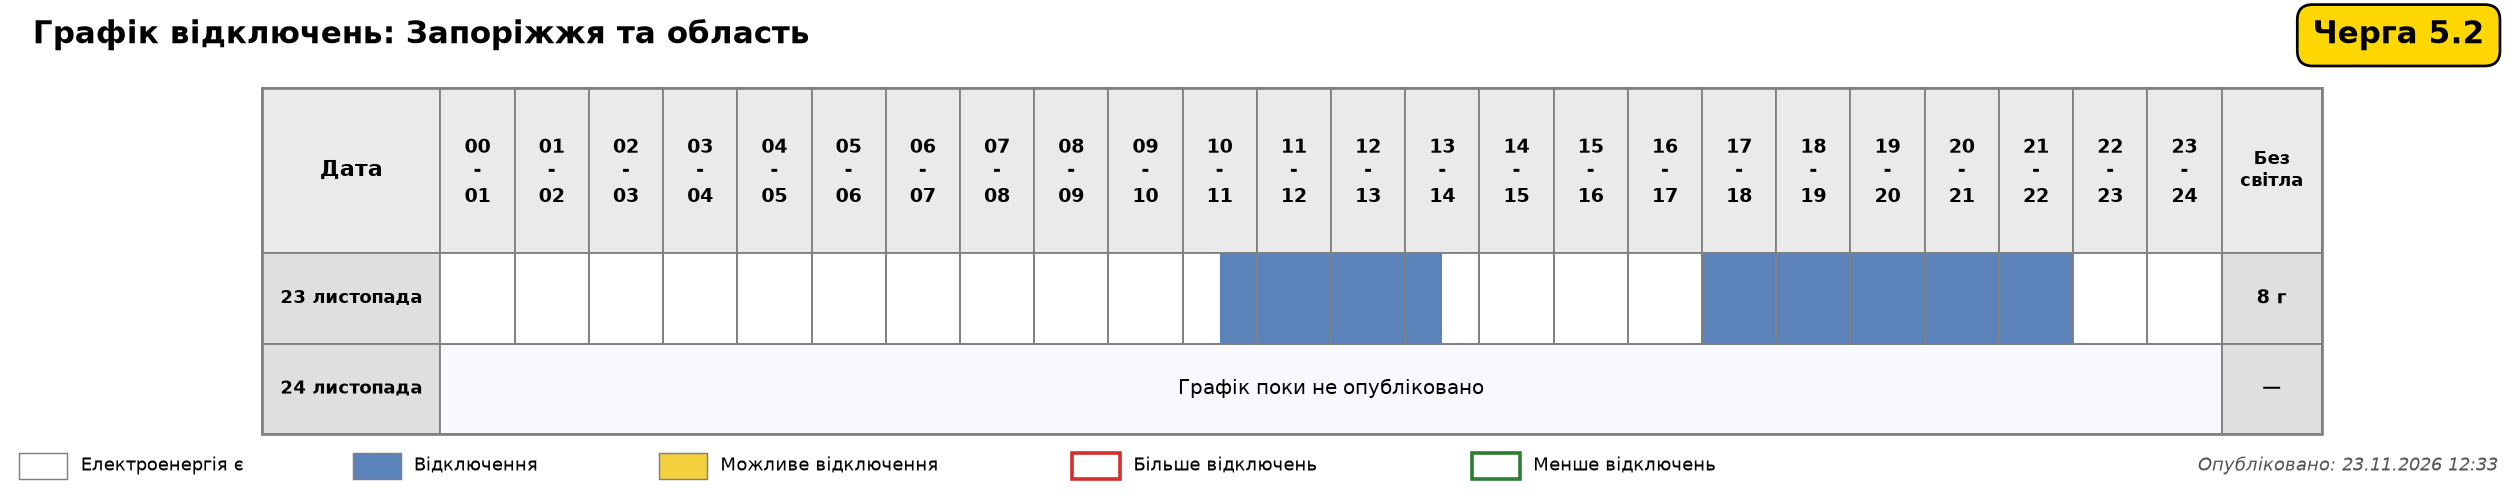 Графік відключень: Запоріжжя та область
Черга 5.2
Дата
00 - 01
01 - 02
02 - 03
03 - 04
04 - 05
05 - 06
06 - 07
07 - 08
08 - 09
09 - 10
10 - 11
11 - 12
12 - 13
13 - 14
14 - 15
15 - 16
16 - 17
17 - 18
18 - 19
19 - 20
20 - 21
21 - 22
22 - 23
23 - 24
Без
світла
23 листопада
8 г
24 листопада
Графік поки не опубліковано
—
Електроенергія є
Відключення
Можливе відключення
Більше відключень
Менше відключень
Опубліковано: 23.11.2026 12:33